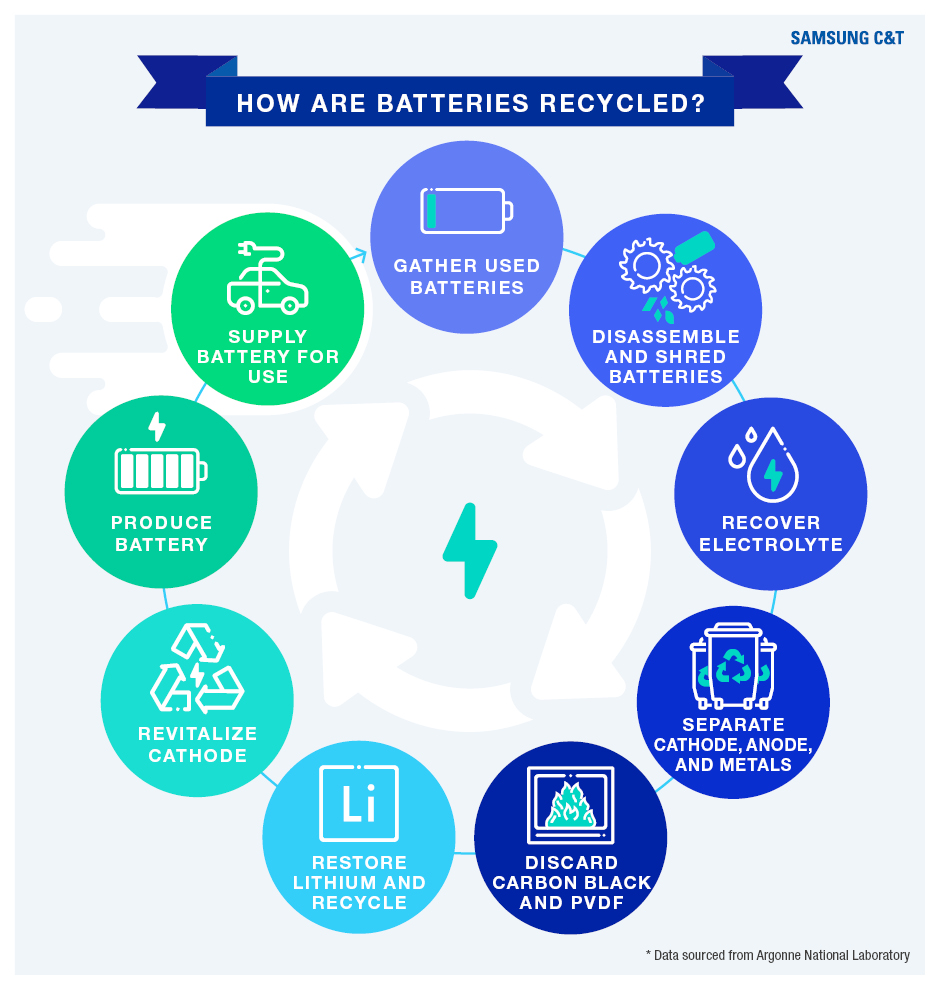 SAMSUNG C&T
HOW ARE BATTERIES RECYCLED?
GATHER USED
BATTERIES
DISASSEMBLE
AND SHRED
BATTERIES
RECOVER
ELECTROLYTE
SEPARATE
CATHODE, ANODE,
AND METALS
DISCARD
CARBON BLACK
AND PVDF
Li
RESTORE
LITHIUM AND
RECYCLE
REVITALIZE
CATHODE
PRODUCE
BATTERY
SUPPLY
BATTERY FOR
USE
* Data sourced from Argonne National Laboratory